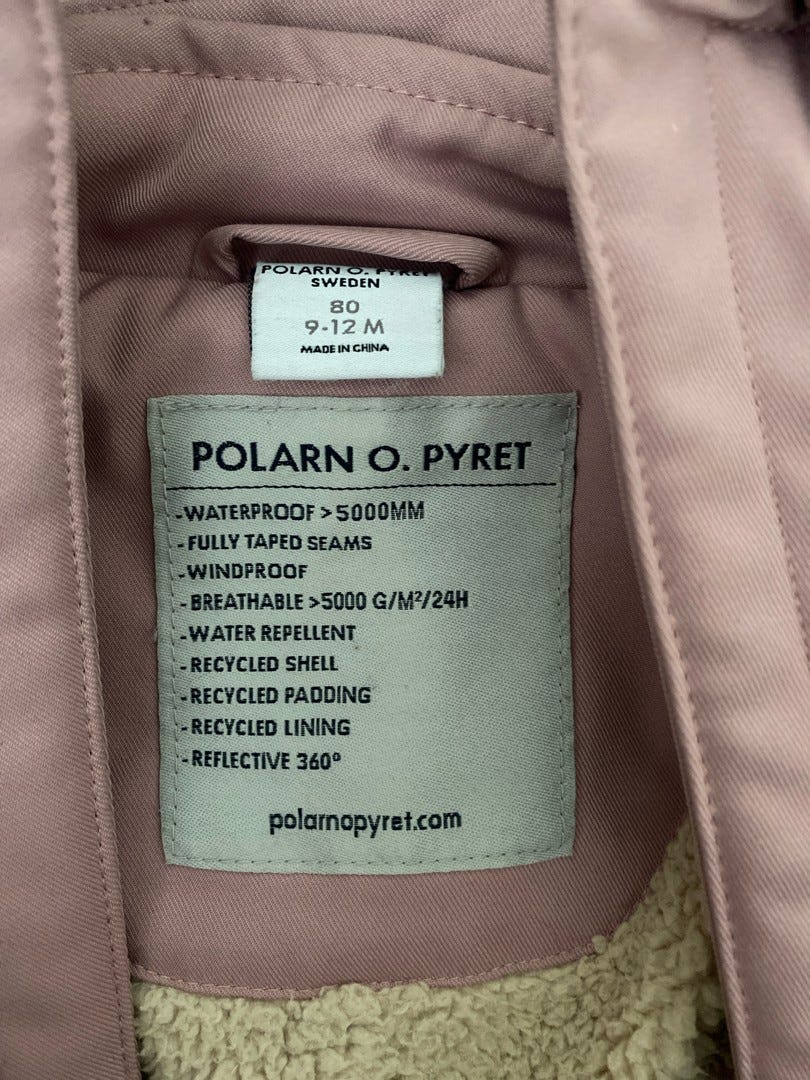 POLARN O. PYRET
SWEDEN
80
9-12 M
MADE IN CHINA
POLARN O. PYRET
-WATERPROOF > 5000MM
-FULLY TAPED SEAMS
-WINDPROOF
-BREATHABLE >5000 G/M²/24H
-WATER REPELLENT
-RECYCLED SHELL
-RECYCLED PADDING
-RECYCLED LINING
-REFLECTIVE 360°
polarnopyret.com